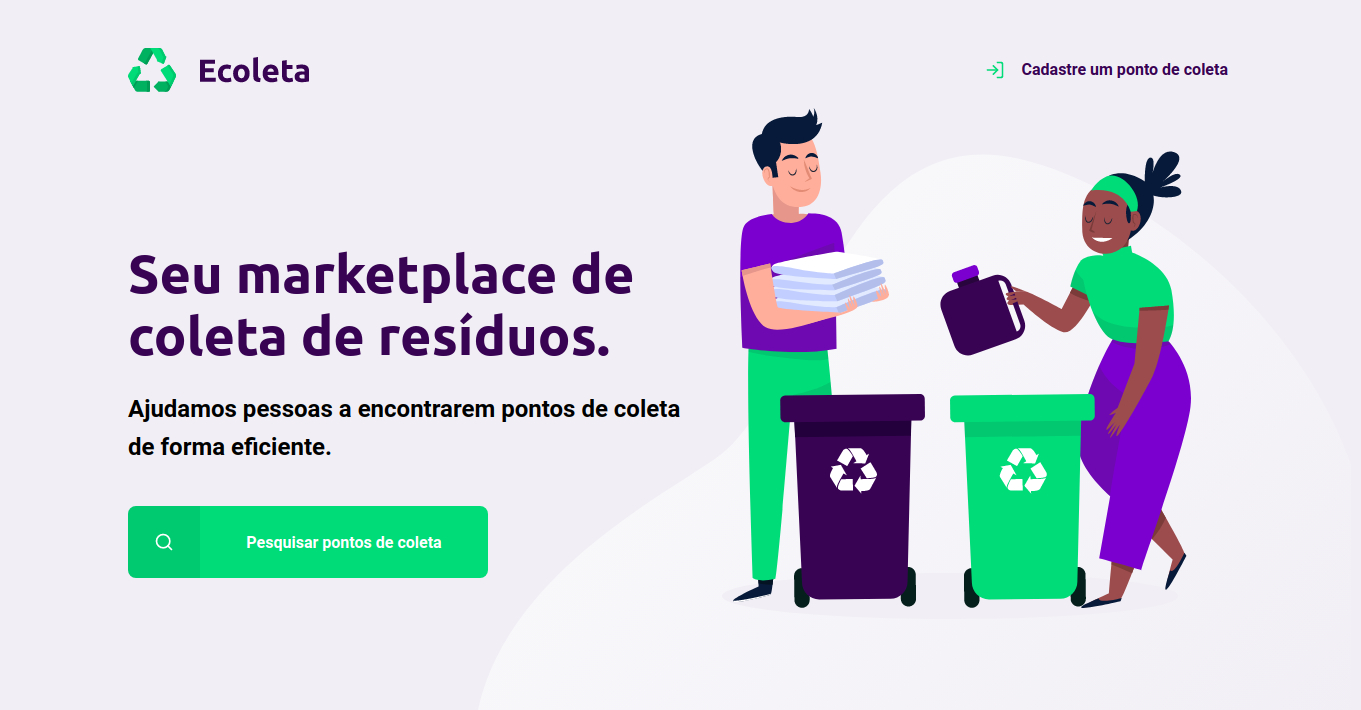 Ecoleta
Cadastre um ponto de coleta
Seu marketplace de
coleta de resíduos.
Ajudamos pessoas a encontrarem pontos de coleta
de forma eficiente.
Pesquisar pontos de coleta